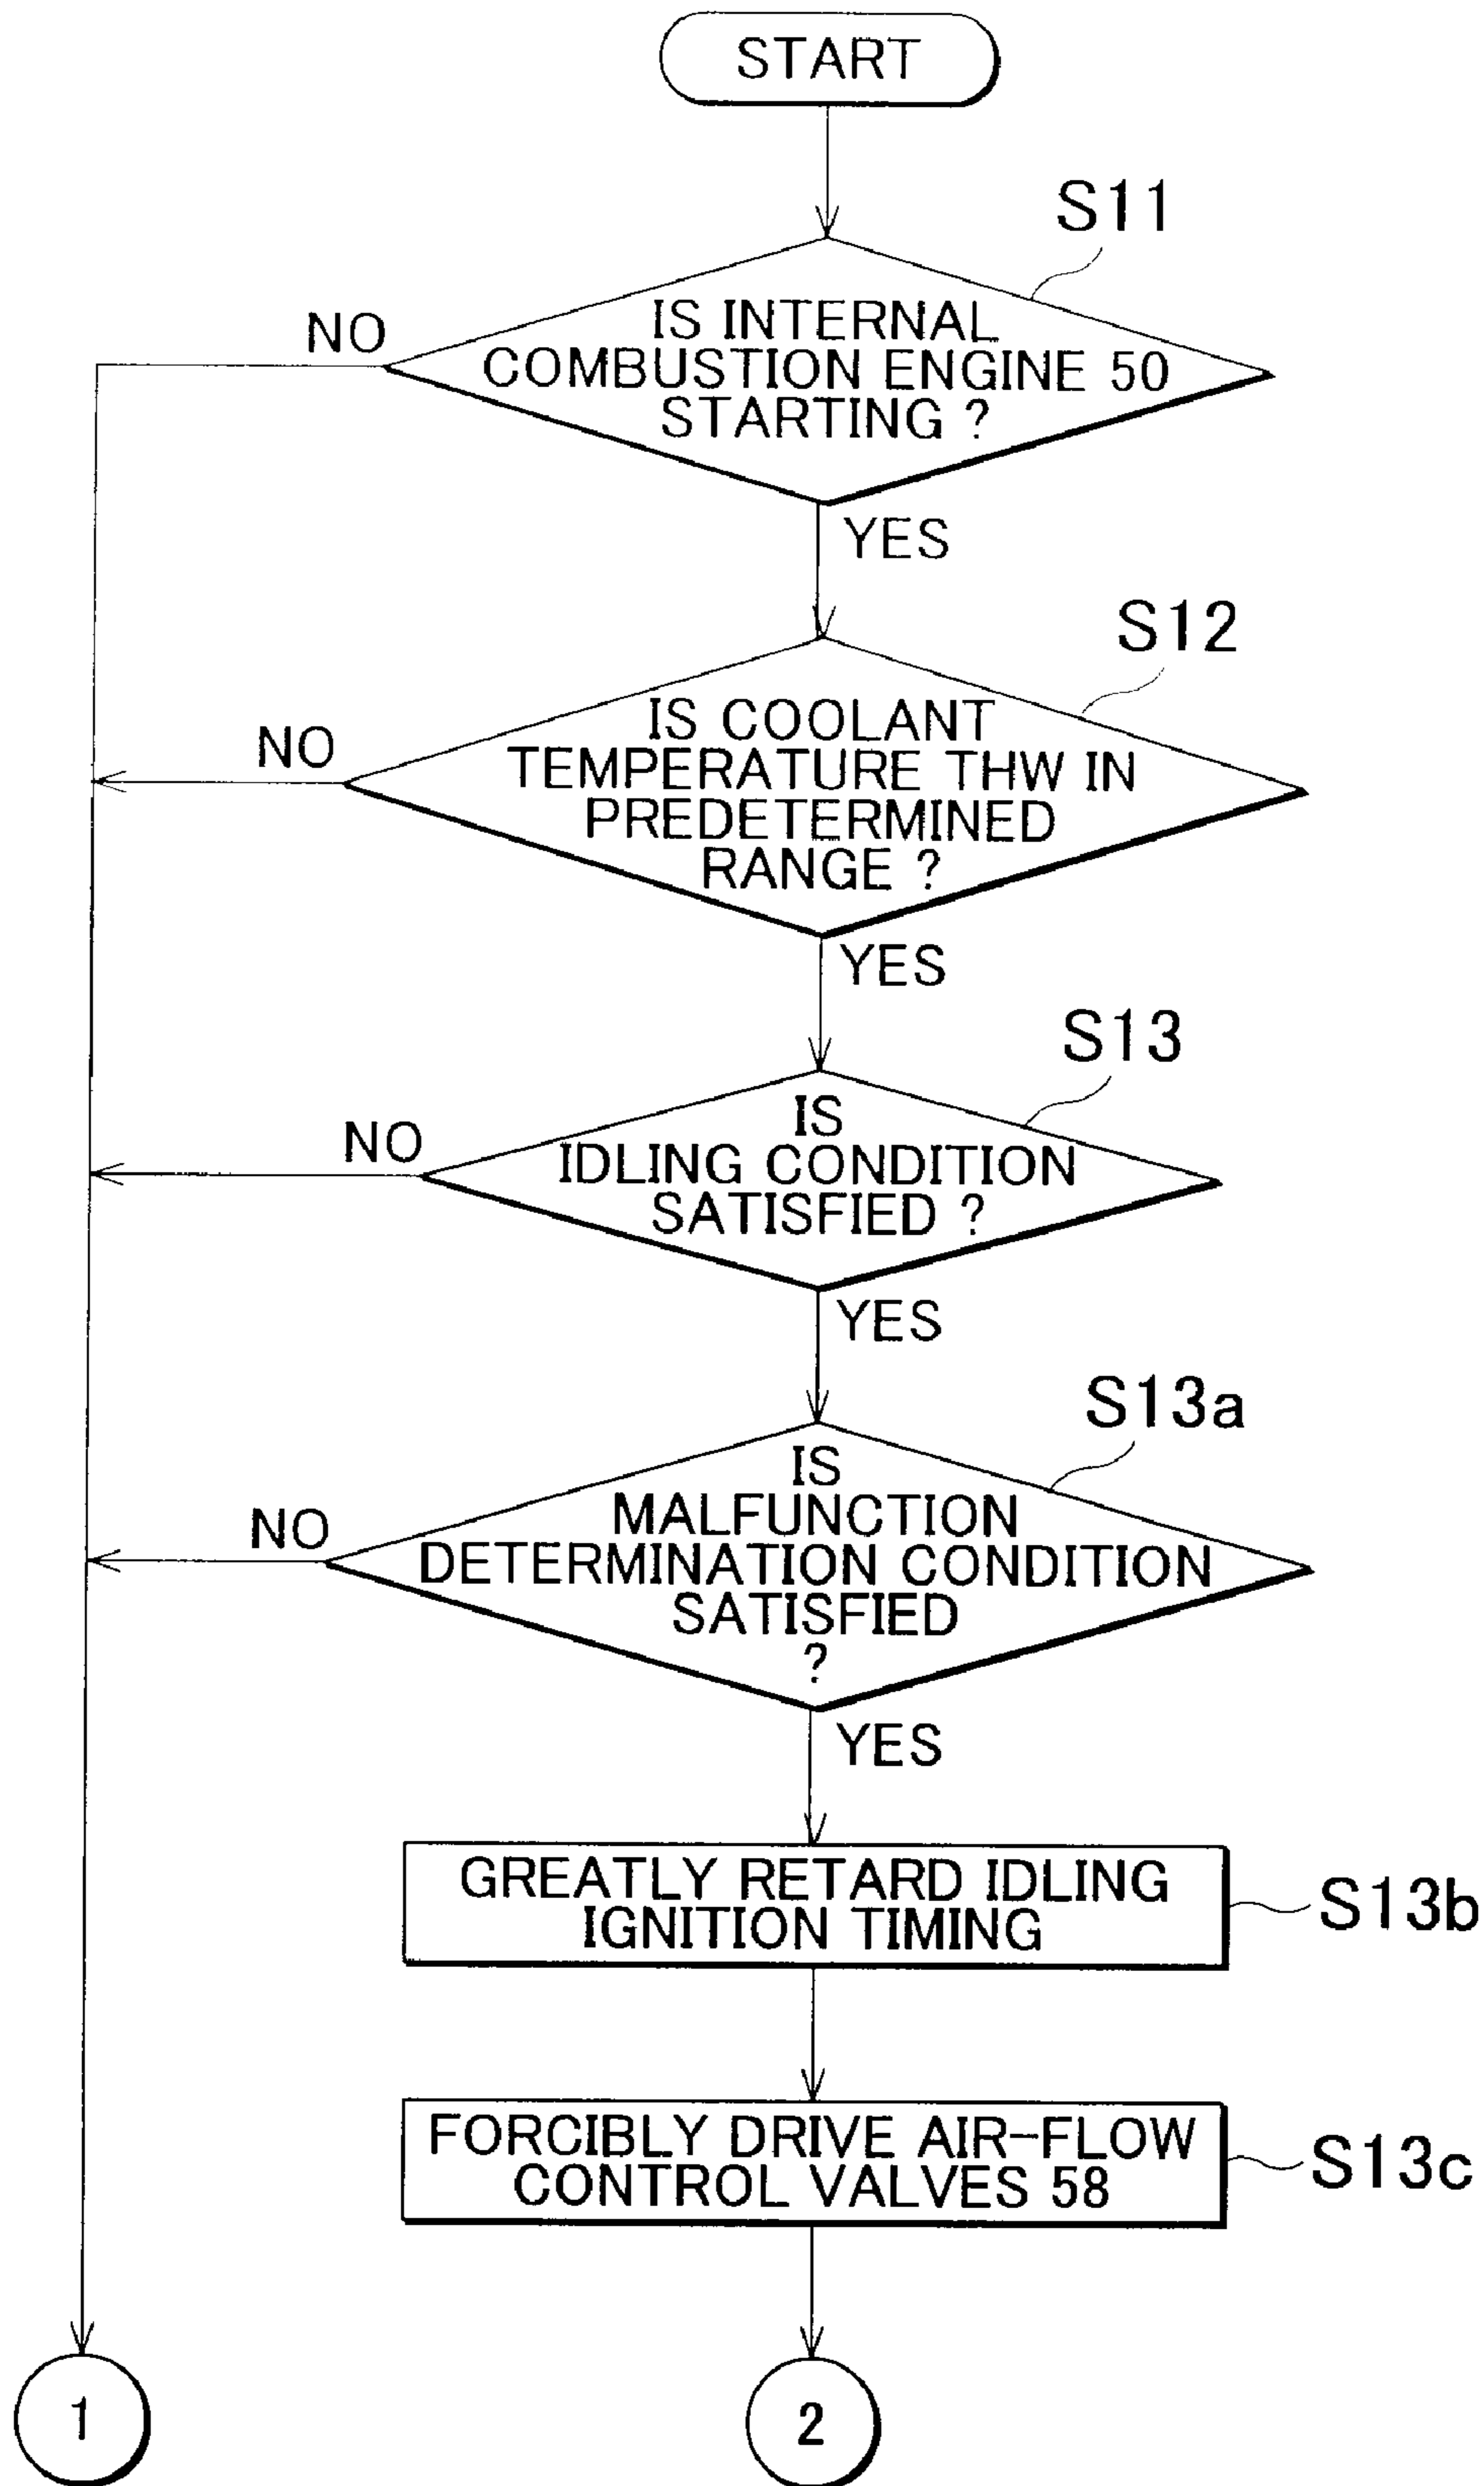 START
S11
IS INTERNAL
COMBUSTION ENGINE 50
STARTING ?
NO
YES
S12
IS COOLANT
TEMPERATURE THW IN
PREDETERMINED
RANGE ?
NO
YES
S13
IS
IDLING CONDITION
SATISFIED ?
NO
YES
S13a
IS
MALFUNCTION
DETERMINATION CONDITION
SATISFIED
?
NO
YES
GREATLY RETARD IDLING
IGNITION TIMING
S13b
FORCIBLY DRIVE AIR-FLOW
CONTROL VALVES 58
S13c
1
2